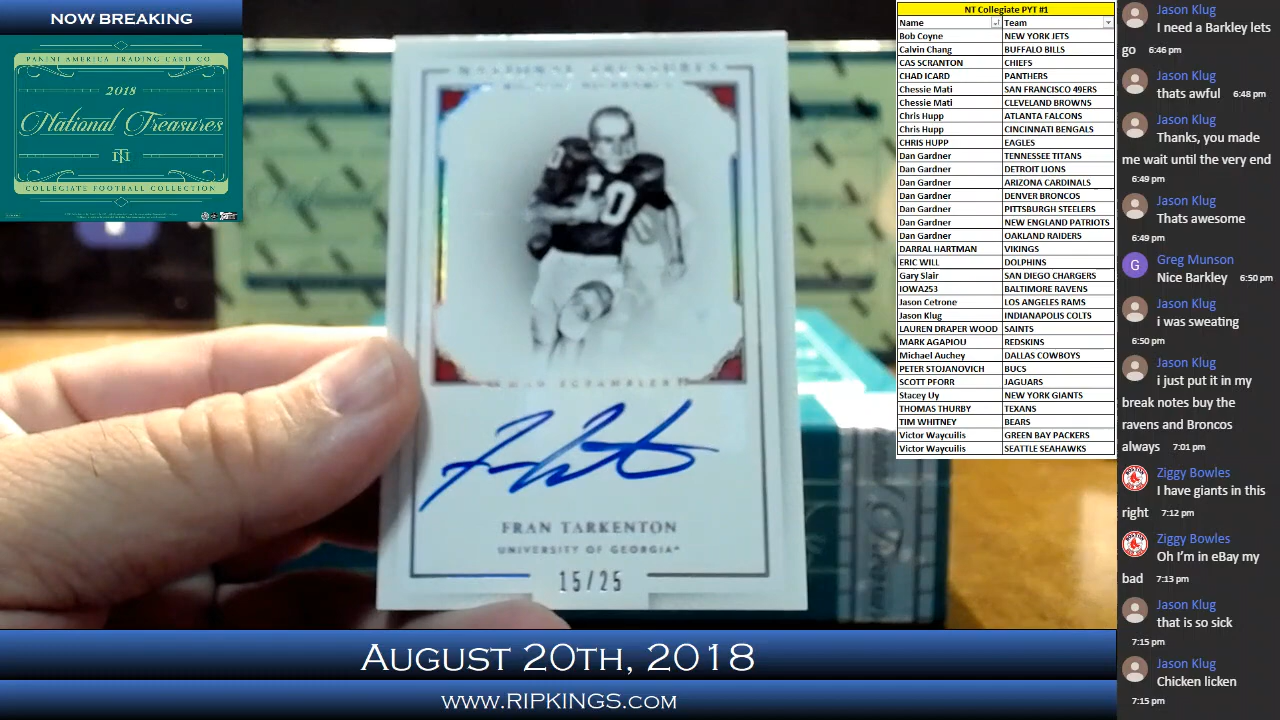 NOW BREAKING
PANINI AMERICA TRADING CARD CO
2018
National Treasures
NT
COLLEGIATE FOOTBALL COLLECTION
NATIONAL TREASURES
MAD SCRAMBLER
FRAN TARKENTON
UNIVERSITY OF GEORGIA
15/25
AUGUST 20TH, 2018
WWW.RIPKINGS.COM
NT Collegiate PYT #1
Name Team
Bob Coyne NEW YORK JETS
Calvin Chang BUFFALO BILLS
CAS SCRANTON CHIEFS
CHAD ICARD PANTHERS
Chessie Mati SAN FRANCISCO 49ERS
Chessie Mati CLEVELAND BROWNS
Chris Hupp ATLANTA FALCONS
Chris Hupp CINCINNATI BENGALS
CHRIS HUPP EAGLES
Dan Gardner TENNESSEE TITANS
Dan Gardner DETROIT LIONS
Dan Gardner ARIZONA CARDINALS
Dan Gardner DENVER BRONCOS
Dan Gardner PITTSBURGH STEELERS
Dan Gardner NEW ENGLAND PATRIOTS
Dan Gardner OAKLAND RAIDERS
DARRAL HARTMAN VIKINGS
ERIC WILL DOLPHINS
Gary Slair SAN DIEGO CHARGERS
IOWA253 BALTIMORE RAVENS
Jason Cetrone LOS ANGELES RAMS
Jason Klug INDIANAPOLIS COLTS
LAUREN DRAPER WOOD SAINTS
MARK AGAPIOU REDSKINS
Michael Auchey DALLAS COWBOYS
PETER STOJANOVICH BUCS
SCOTT PFORR JAGUARS
Stacey Uy NEW YORK GIANTS
THOMAS THURBY TEXANS
TIM WHITNEY BEARS
Victor Waycuilis GREEN BAY PACKERS
Victor Waycuilis SEATTLE SEAHAWKS
Jason Klug
I need a Barkley lets
go 6:46 pm
Jason Klug
thats awful 6:48 pm
Jason Klug
Thanks, you made
me wait until the very end
6:49 pm
Jason Klug
Thats awesome
6:49 pm
G Greg Munson
Nice Barkley 6:50 pm
Jason Klug
i was sweating
6:50 pm
Jason Klug
i just put it in my
break notes buy the
ravens and Broncos
always 7:01 pm
Ziggy Bowles
I have giants in this
right 7:12 pm
Ziggy Bowles
Oh I'm in eBay my
bad 7:13 pm
Jason Klug
that is so sick
7:15 pm
Jason Klug
Chicken licken
7:15 pm